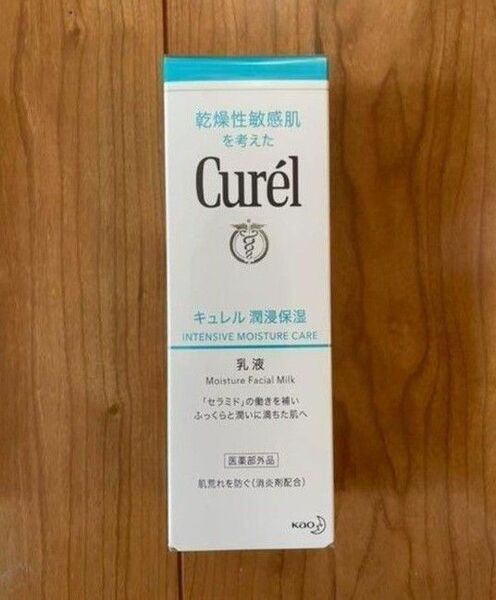 乾燥性敏感肌
を考えた
Curél
キュレル 潤浸保湿
INTENSIVE MOISTURE CARE
乳液
Moisture Facial Milk
「セラミド」の働きを補い
ふっくらと潤いに満ちた肌へ
医薬部外品
肌荒れを防ぐ(消炎剤配合)
Kao